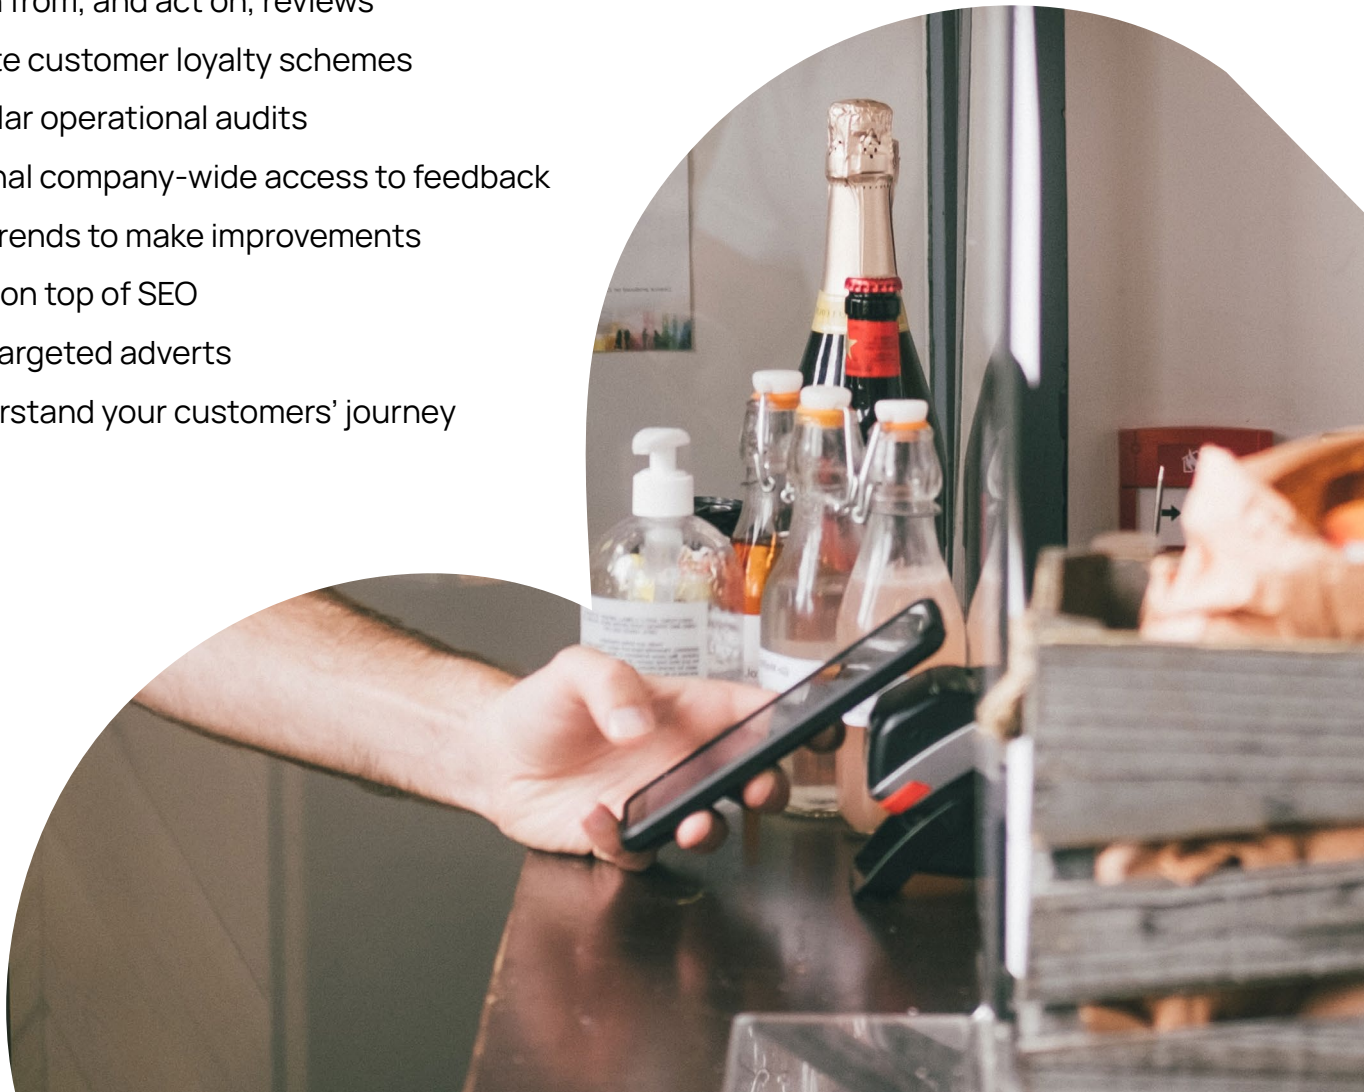 from, and act on, reviews
te customer loyalty schemes
lar operational audits
nal company-wide access to feedback
rends to make improvements
on top of SEO
argeted adverts
rstand your customers’ journey